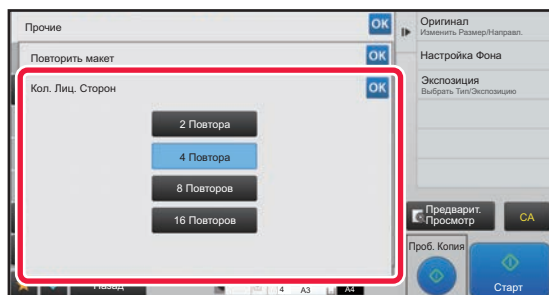 Прочие
OK
Повторить макет
OK
Кол. Лиц. Сторон
OK
2 Повтора
4 Повтора
8 Повторов
16 Повторов
Назад
4 A3
A4
Оригинал
Изменить Размер/Направл.
Настройка Фона
Экспозиция
Выбрать Тип/Экспозицию
Предварит.
Просмотр
CA
Проб. Копия
Старт